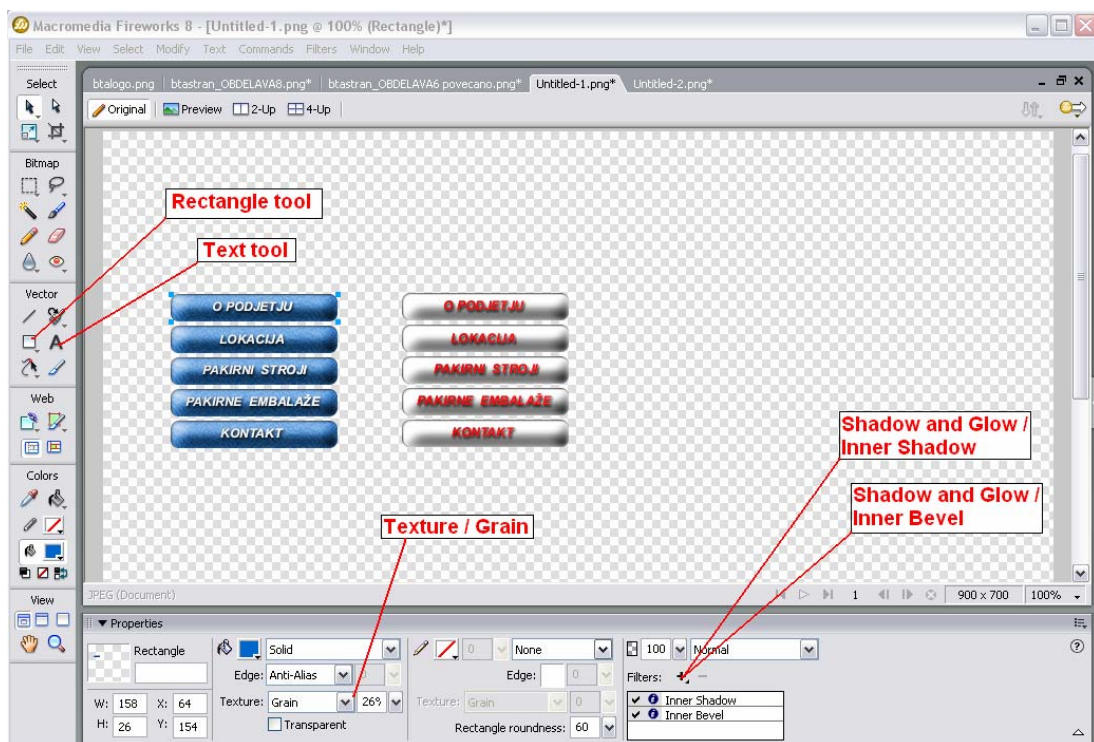 Macromedia Fireworks 8 - [Untitled-1.png @ 100% (Rectangle)*]
File Edit View Select Modify Text Commands Filters Window Help
Select
btalogo.png btastran_OBDELAVA8.png* btastran_OBDELAVA6 povecano.png* Untitled-1.png* Untitled-2.png*
Original Preview 2-Up 4-Up
Bitmap
Rectangle tool
Text tool
Vector
O PODJETJU
LOKACIJA
PAKIRNI STROJI
PAKIRNE EMBALAŽE
KONTAKT
O PODJETJU
LOKACIJA
PAKIRNI STROJI
PAKIRNE EMBALAŽE
KONTAKT
Web
Shadow and Glow /
Inner Shadow
Colors
Shadow and Glow /
Inner Bevel
Texture / Grain
View
JPEG (Document) 1 900 x 700 100%
Properties
Rectangle Solid 0 None 100 Normal
Edge: Anti-Alias 0 Edge: 0 Filters:
W: 158 X: 64 Texture: Grain 26% Texture: Grain 0 Inner Shadow
H: 26 Y: 154 Transparent Rectangle roundness: 60 Inner Bevel